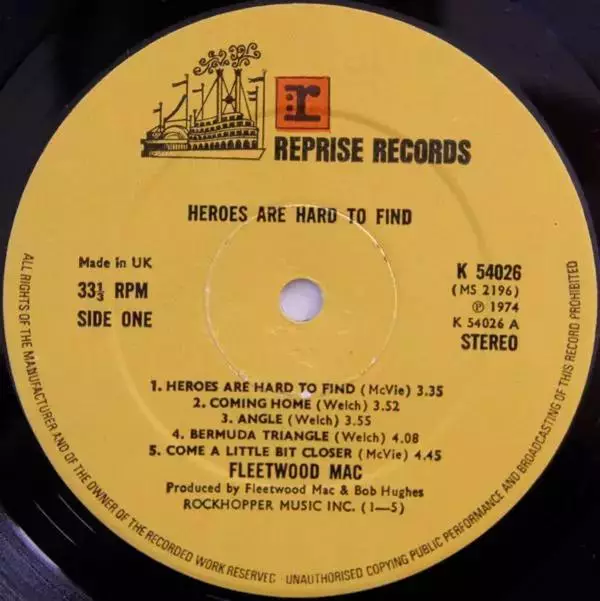 r
REPRISE RECORDS
HEROES ARE HARD TO FIND
Made in UK
33⅓ RPM
SIDE ONE
K 54026
(MS 2196)
℗ 1974
K 54026 A
STEREO
1. HEROES ARE HARD TO FIND (McVie) 3.35
2. COMING HOME (Welch) 3.52
3. ANGLE (Welch) 3.55
4. BERMUDA TRIANGLE (Welch) 4.08
5. COME A LITTLE BIT CLOSER (McVie) 4.45
FLEETWOOD MAC
Produced by Fleetwood Mac & Bob Hughes
ROCKHOPPER MUSIC INC. (1—5)
ALL RIGHTS OF THE MANUFACTURER AND OF THE OWNER OF THE RECORDED WORK RESERVED · UNAUTHORISED COPYING PUBLIC PERFORMANCE AND BROADCASTING OF THIS RECORD PROHIBITED